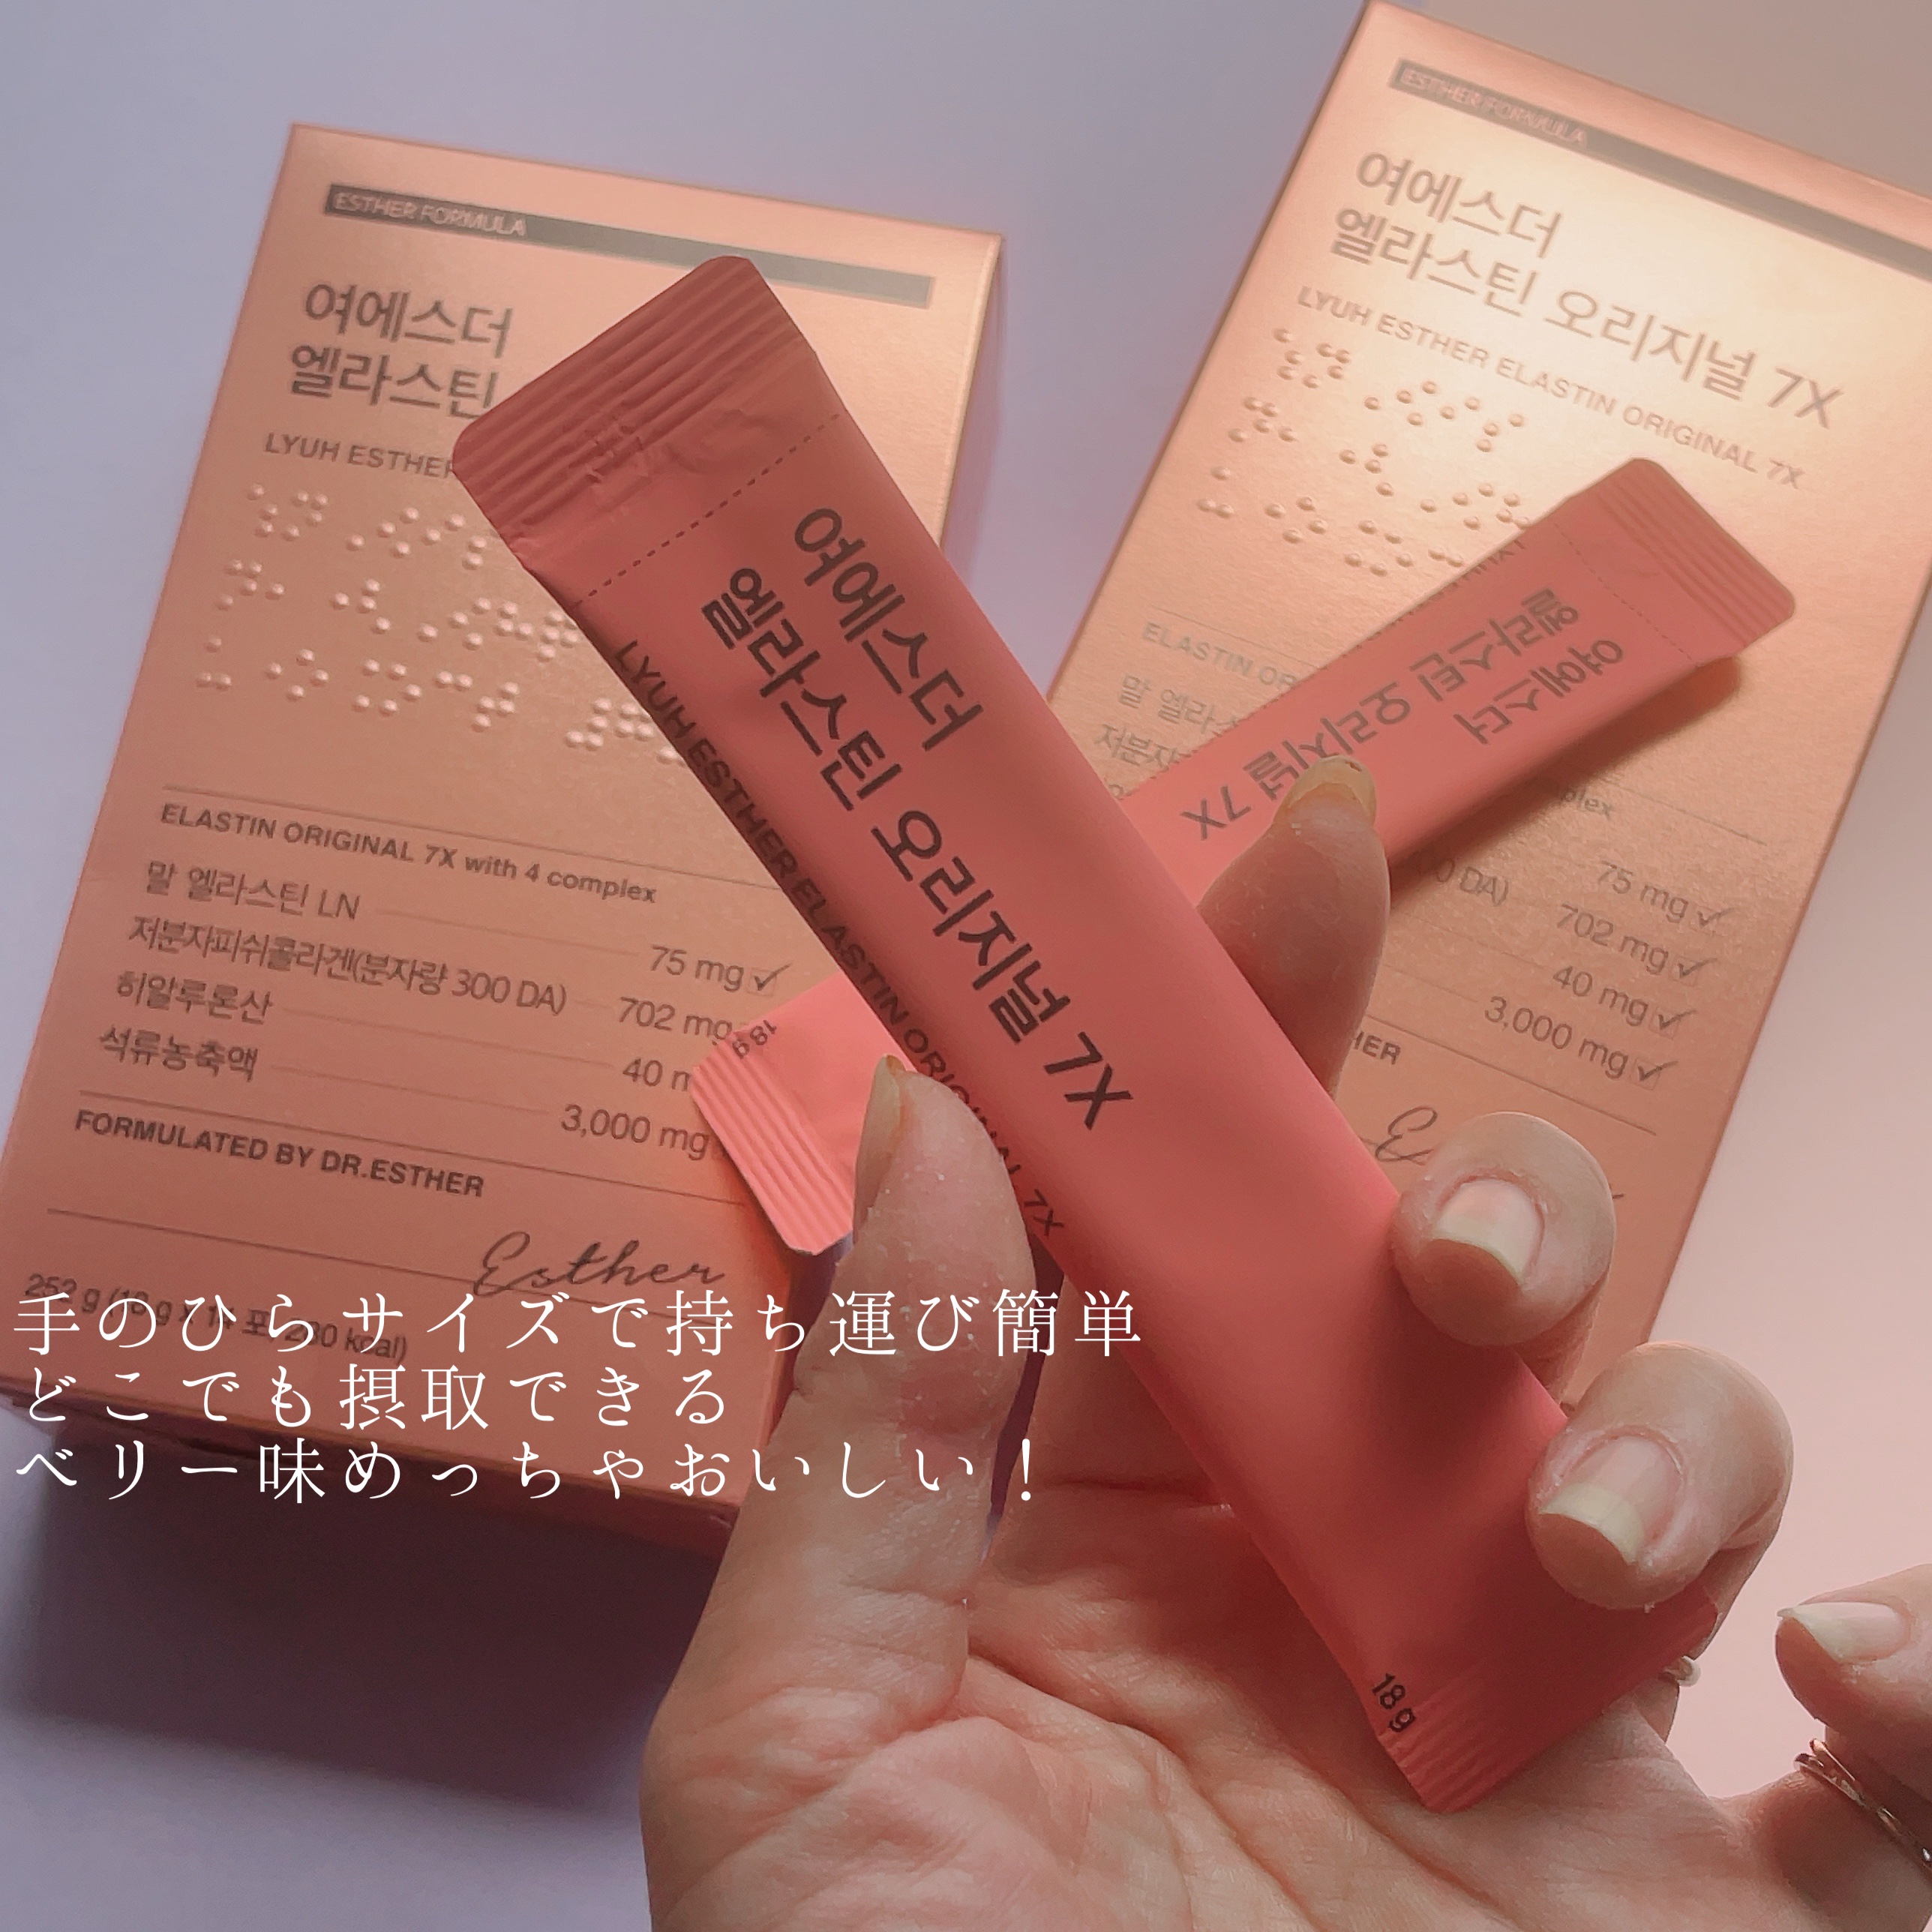 ESTHER FORMULA
여에스더
엘라스틴
LYUH ESTHER
ELASTIN ORIGINAL 7X with 4 complex
말 엘라스틴 LN 75 mg
저분자피쉬콜라겐(분자량 300 DA) 702 mg
히알루론산 40
석류농축액 3,000 mg
FORMULATED BY DR.ESTHER
Esther
252 g
kcal)
ESTHER FORMULA
여에스더
엘라스틴 오리지널 7X
LYUH ESTHER ELASTIN ORIGINAL 7X
말
75 mg
DA) 702 mg
40 mg
3,000 mg
여에스더
엘라스틴 오리지널 7X
18 g
여에스더
엘라스틴 오리지널 7X
LYUH ESTHER ELASTIN ORIGINAL 7X
18 g
手のひらサイズで持ち運び簡単
どこでも摂取できる
ベリー味めっちゃおいしい！